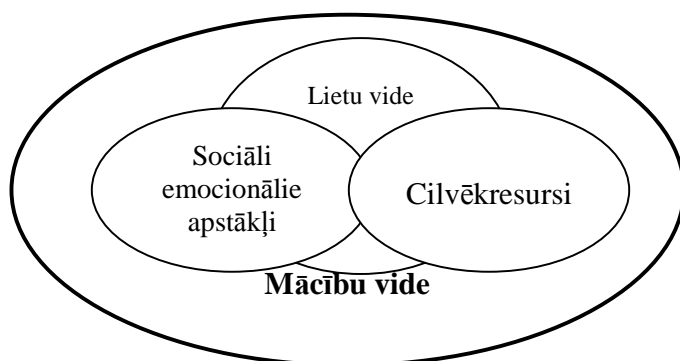 Lietu vide
Sociāli
emocionālie
apstākļi
Cilvēkresursi
Mācību vide